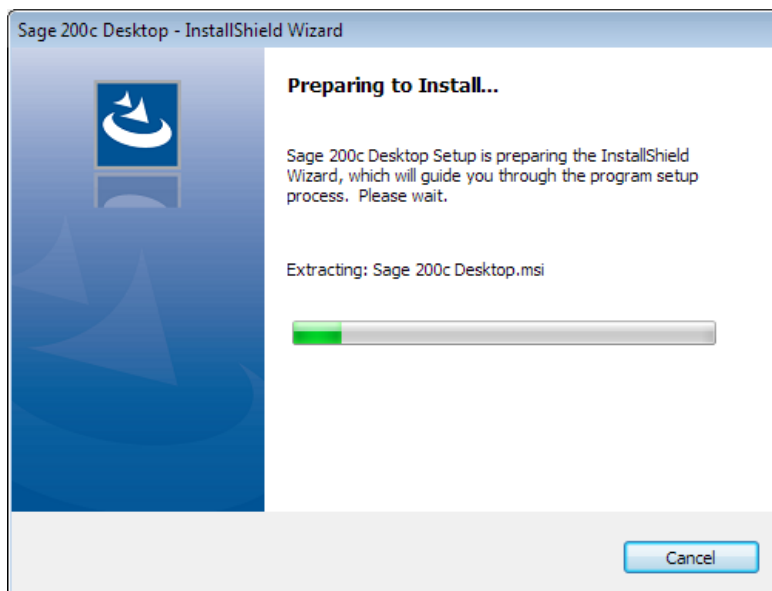 Sage 200c Desktop - InstallShield Wizard
Preparing to Install...
Sage 200c Desktop Setup is preparing the InstallShield
Wizard, which will guide you through the program setup
process.  Please wait.
Extracting: Sage 200c Desktop.msi
Cancel